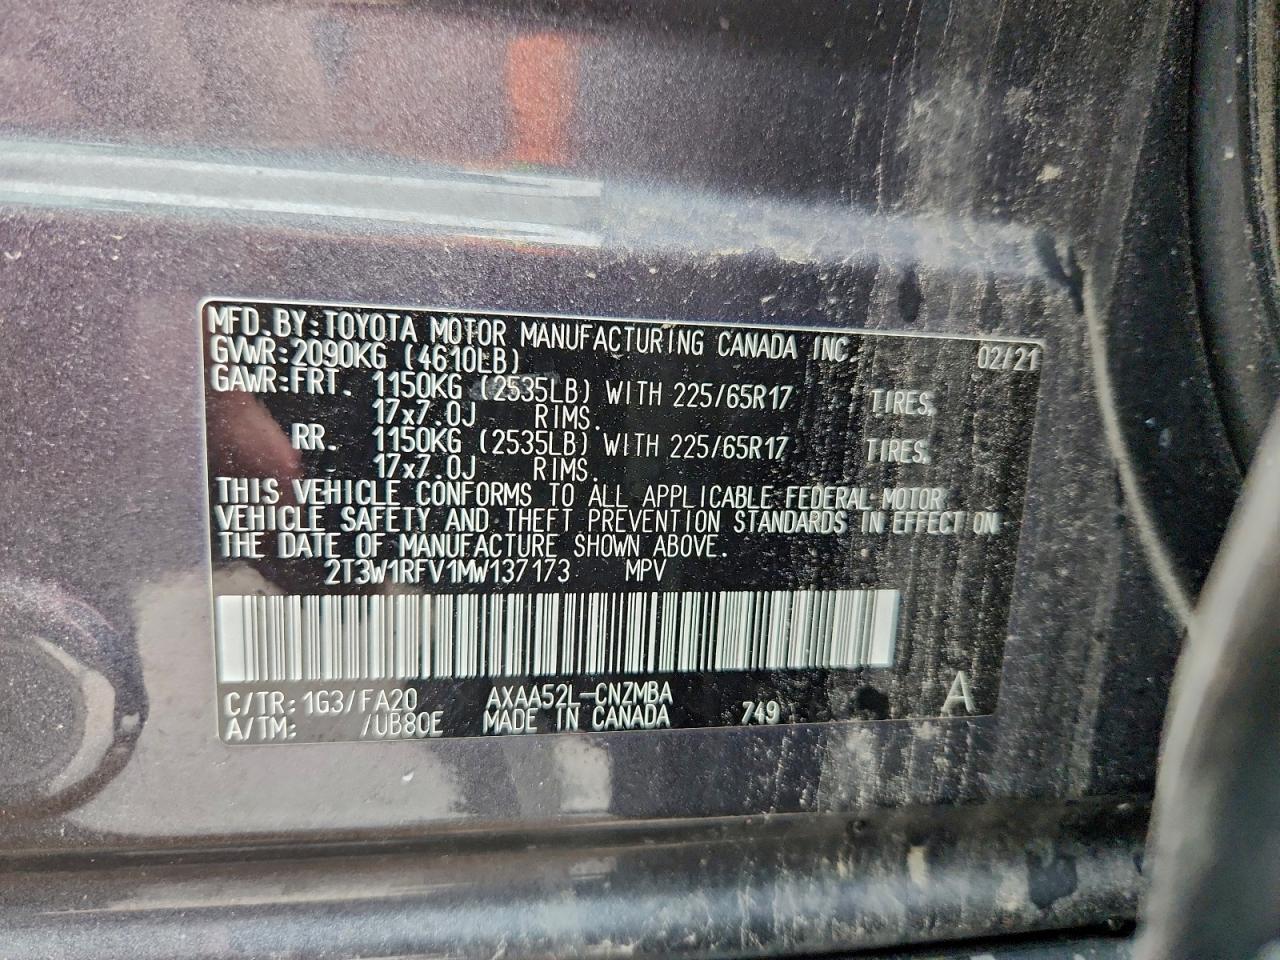 MFD. BY: TOYOTA MOTOR MANUFACTURING CANADA INC. 02/21
GVWR: 2090KG (4610LB)
GAWR: FRT. 1150KG (2535LB) WITH 225/65R17 TIRES,
17x7.0J RIMS.
RR. 1150KG (2535LB) WITH 225/65R17 TIRES,
17x7.0J RIMS.
THIS VEHICLE CONFORMS TO ALL APPLICABLE FEDERAL MOTOR
VEHICLE SAFETY AND THEFT PREVENTION STANDARDS IN EFFECT ON
THE DATE OF MANUFACTURE SHOWN ABOVE.
2T3W1RFV1MW137173 MPV
C/TR: 1G3/FA20 AXAA52L-CNZMBA A
A/TM: /UB80E MADE IN CANADA 749